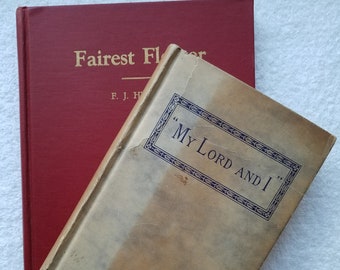 Fairest Fl
F. J. H
"MY LORD AND I"